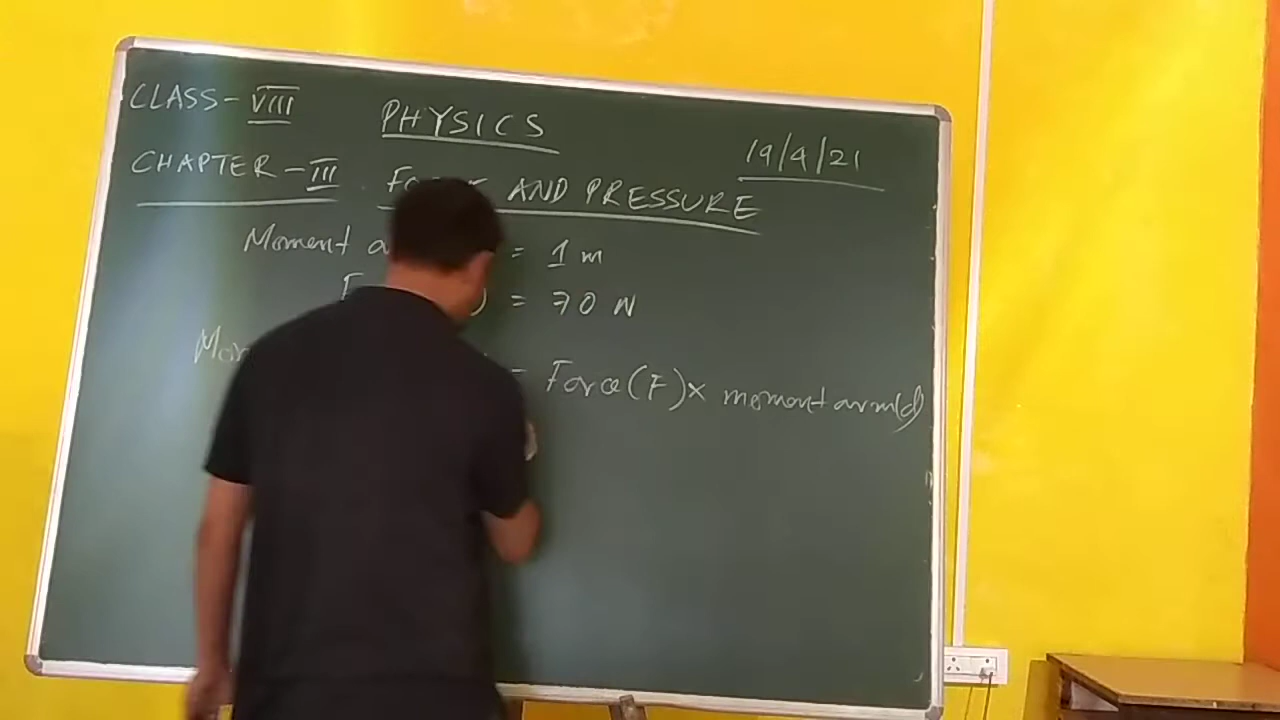 CLASS - VIII PHYSICS 19/4/21
CHAPTER - III AND PRESSURE
Moment = 1 m
) = 70 N
= Force (F) × moment arm (d)